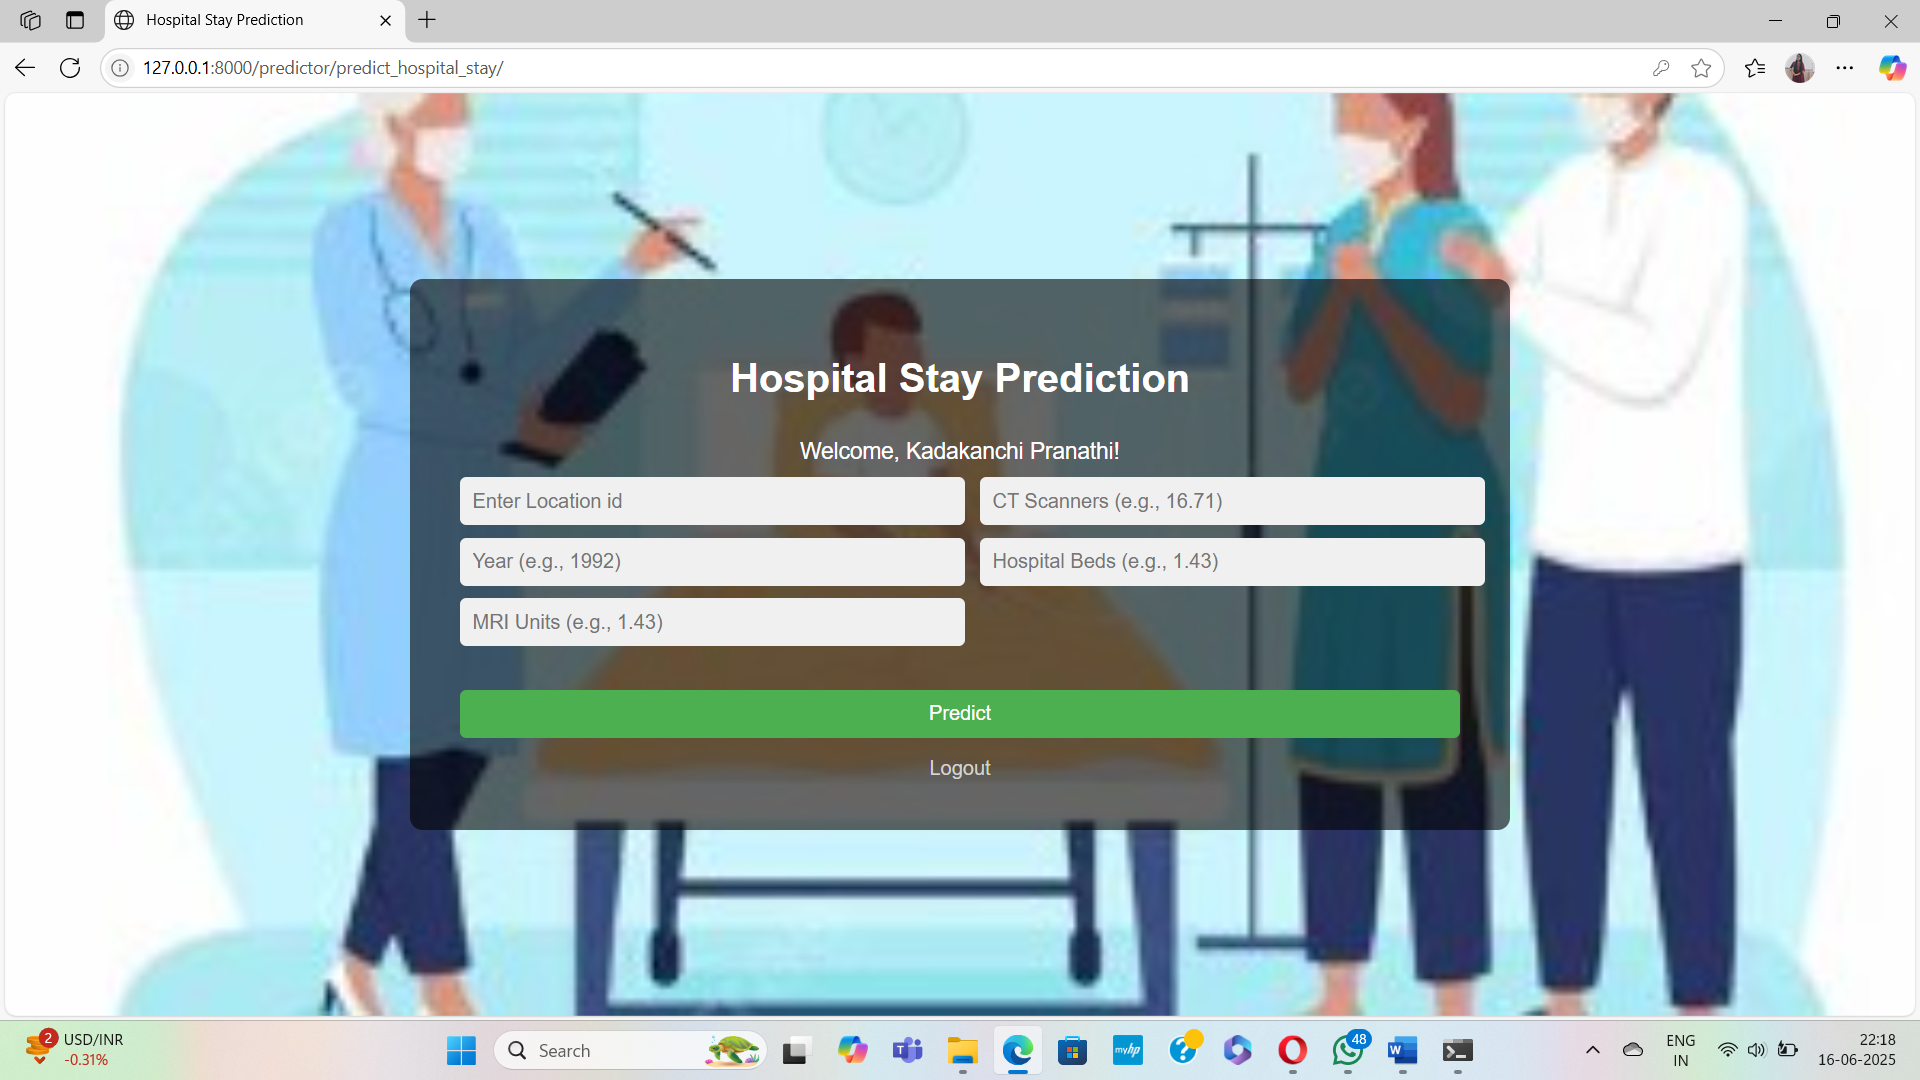 Hospital Stay Prediction
127.0.0.1:8000/predictor/predict_hospital_stay/
Hospital Stay Prediction
Welcome, Kadakanchi Pranathi!
Enter Location id
CT Scanners (e.g., 16.71)
Year (e.g., 1992)
Hospital Beds (e.g., 1.43)
MRI Units (e.g., 1.43)
Predict
Logout
2
USD/INR
-0.31%
Search
myhp
48
ENG
IN
22:18
16-06-2025